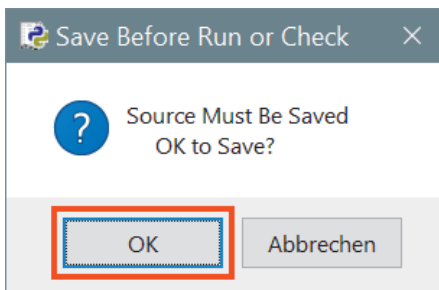 Save Before Run or Check
Source Must Be Saved
OK to Save?
OK
Abbrechen